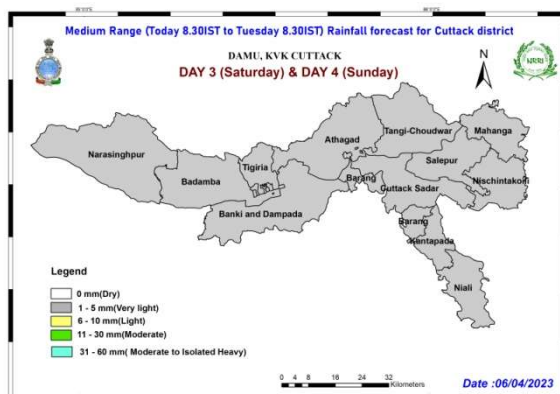 Medium Range (Today 8.30IST to Tuesday 8.30IST) Rainfall forecast for Cuttack district
DAMU, KVK CUTTACK
DAY 3 (Saturday) & DAY 4 (Sunday)
N
NRRI
Narasinghpur
Badamba
Tigiria
Banki and Dampada
Athagad
Tangi-Choudwar
Mahanga
Salepur
Nischintakoili
Barang
Cuttack Sadar
Barang
Kantapada
Niali
Legend
0 mm(Dry)
1 - 5 mm(Very light)
6 - 10 mm(Light)
11 - 30 mm(Moderate)
31 - 60 mm( Moderate to Isolated Heavy)
0 4 8 16 24 32
Kilometers
Date :06/04/2023